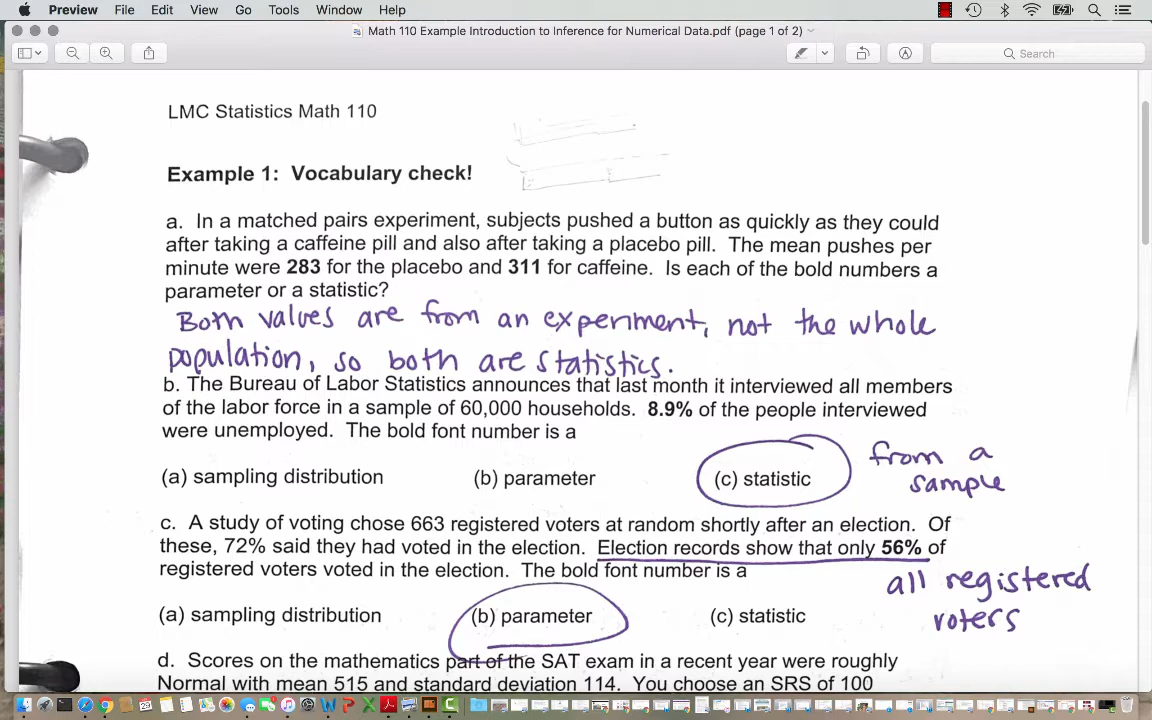 Preview File Edit View Go Tools Window Help
Math 110 Example Introduction to Inference for Numerical Data.pdf (page 1 of 2)
Search
LMC Statistics Math 110
Example 1: Vocabulary check!
a. In a matched pairs experiment, subjects pushed a button as quickly as they could
after taking a caffeine pill and also after taking a placebo pill. The mean pushes per
minute were 283 for the placebo and 311 for caffeine. Is each of the bold numbers a
parameter or a statistic?
Both values are from an experiment, not the whole
population, so both are statistics.
b. The Bureau of Labor Statistics announces that last month it interviewed all members
of the labor force in a sample of 60,000 households. 8.9% of the people interviewed
were unemployed. The bold font number is a
(a) sampling distribution (b) parameter (c) statistic
from a
sample
c. A study of voting chose 663 registered voters at random shortly after an election. Of
these, 72% said they had voted in the election. Election records show that only 56% of
registered voters voted in the election. The bold font number is a
all registered
voters
(a) sampling distribution (b) parameter (c) statistic
d. Scores on the mathematics part of the SAT exam in a recent year were roughly
Normal with mean 515 and standard deviation 114. You choose an SRS of 100